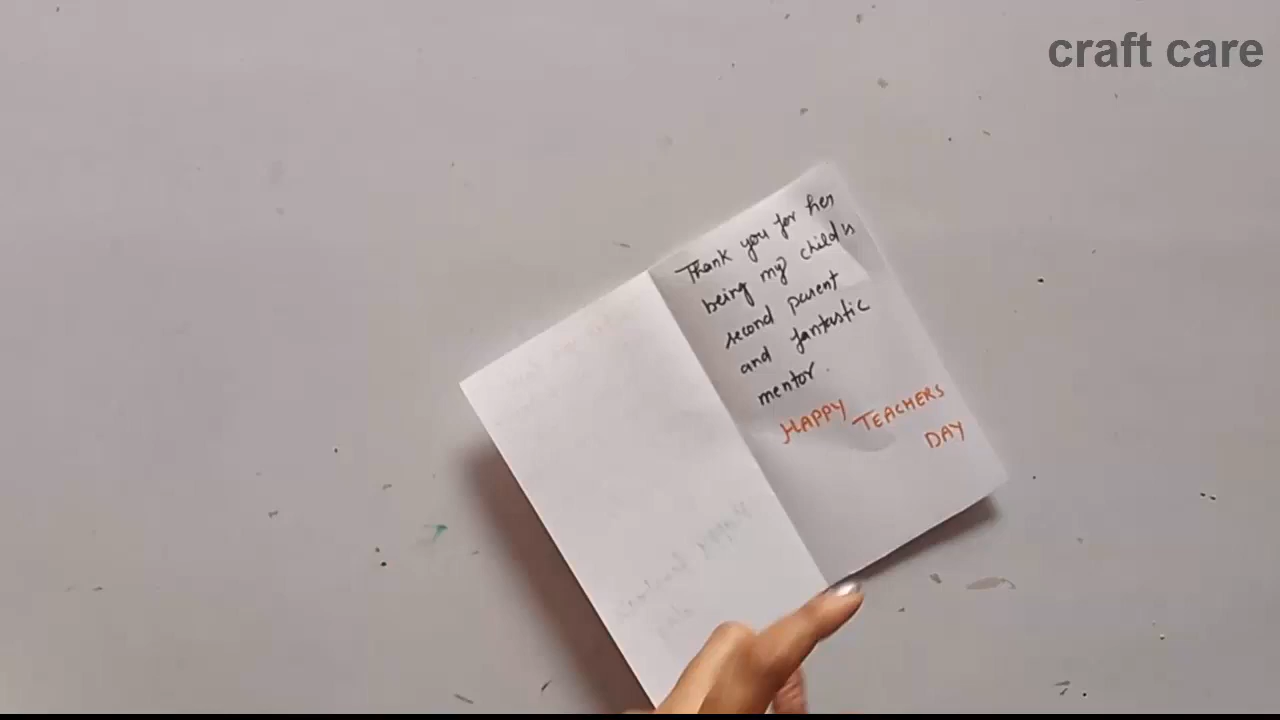 craft care
Thank you for her
being my child's
second parent
and fantastic
mentor.
HAPPY TEACHERS
DAY